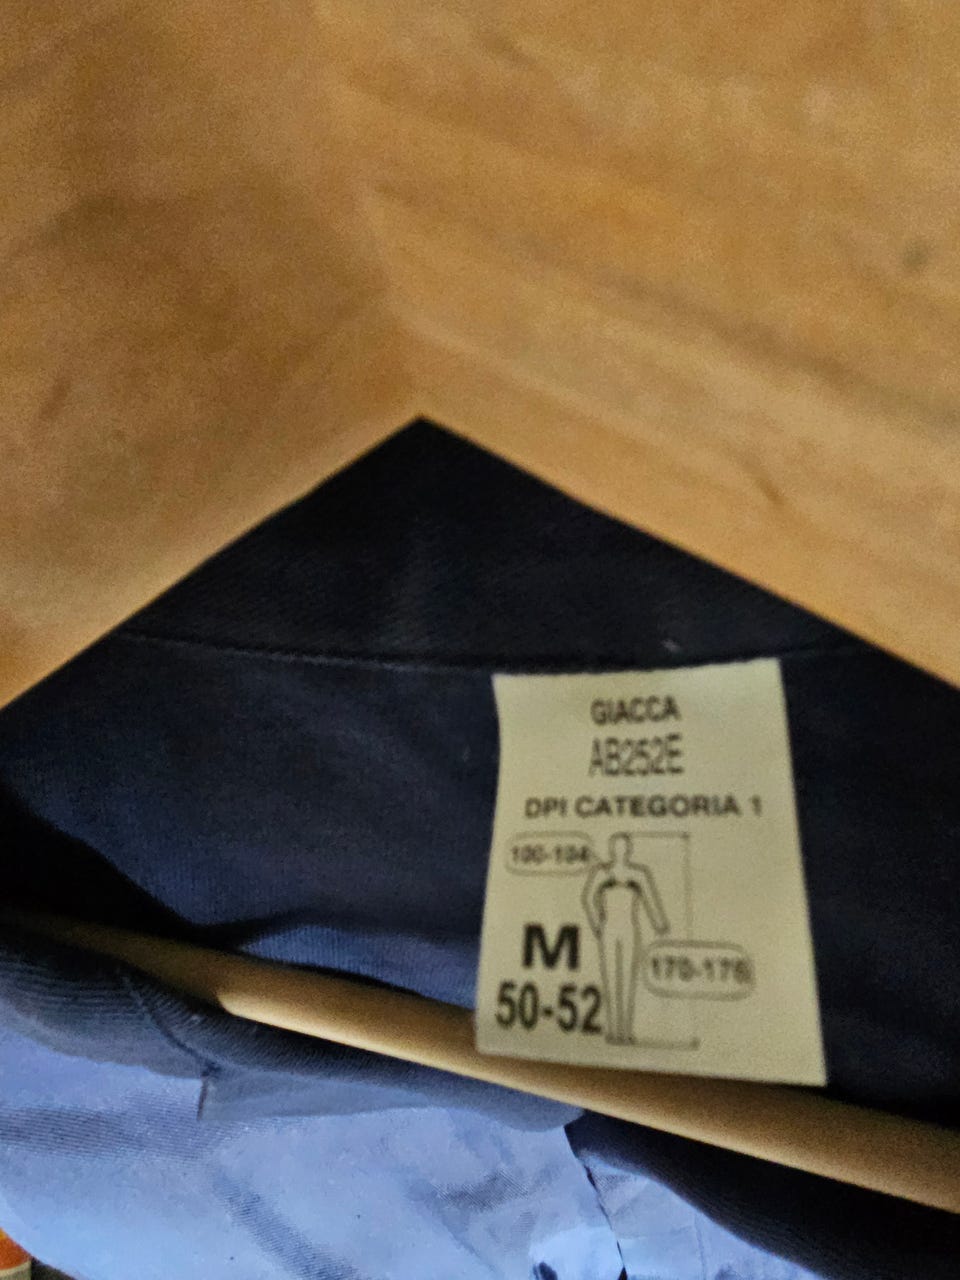 GIACCA
AB252E
DPI CATEGORIA 1
100-104
M
170-176
50-52